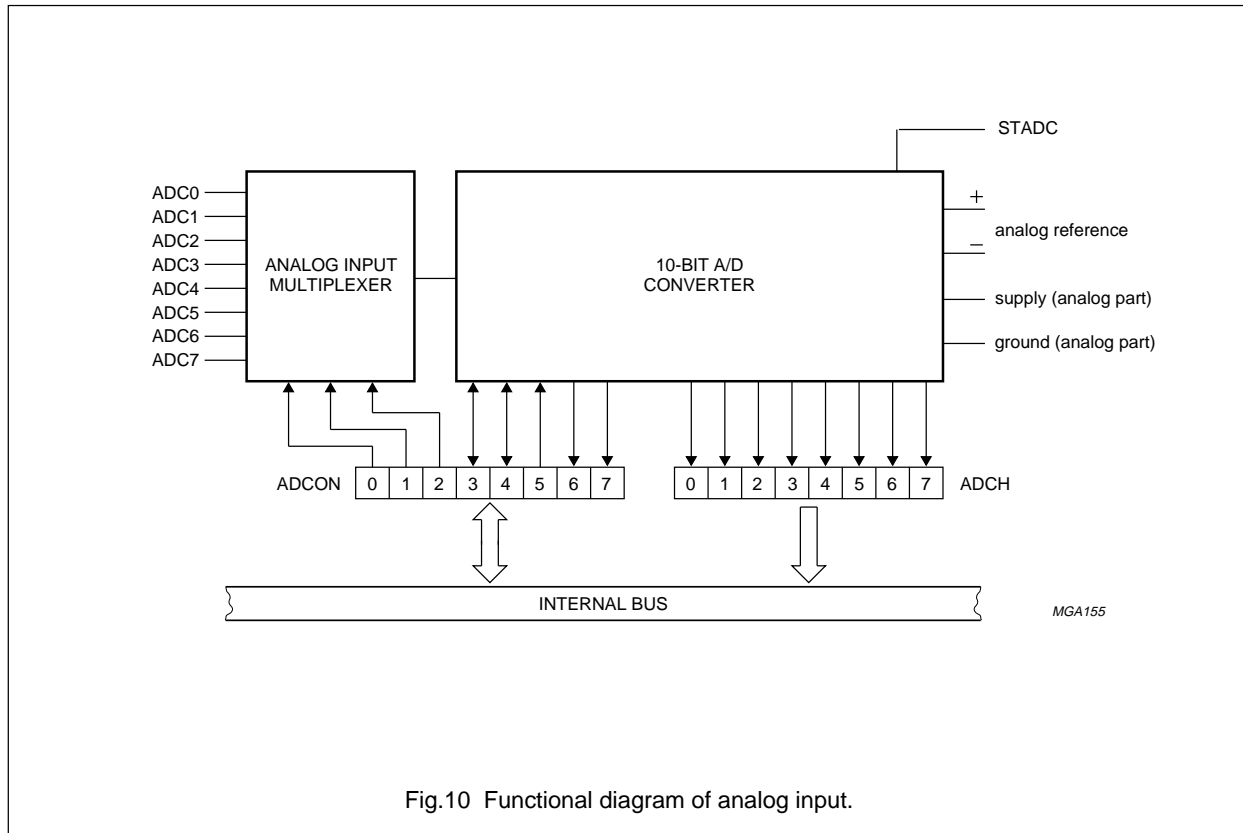 STADC
ADC0
ADC1
ADC2
ADC3
ADC4
ADC5
ADC6
ADC7
ANALOG INPUT
MULTIPLEXER
10-BIT A/D
CONVERTER
+
analog reference
−
supply (analog part)
ground (analog part)
ADCON 0 1 2 3 4 5 6 7
0 1 2 3 4 5 6 7 ADCH
INTERNAL BUS
MGA155
Fig.10 Functional diagram of analog input.